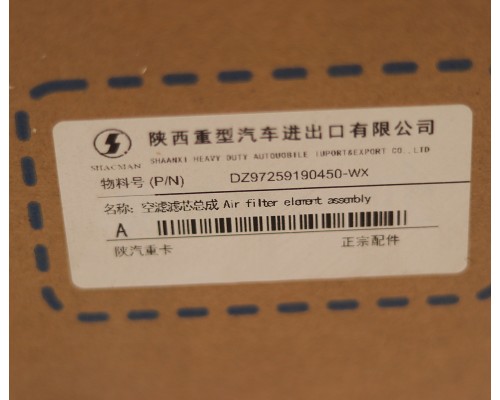 陕西重型汽车进出口有限公司
SHAANXI HEAVY DUTY AUTOMOBILE IMPORT&EXPORT CO.,LTD
SHACMAN
物料号(P/N) DZ97259190450-WX
名称: 空滤滤芯总成 Air filter element assembly
A
陕汽重卡 正宗配件